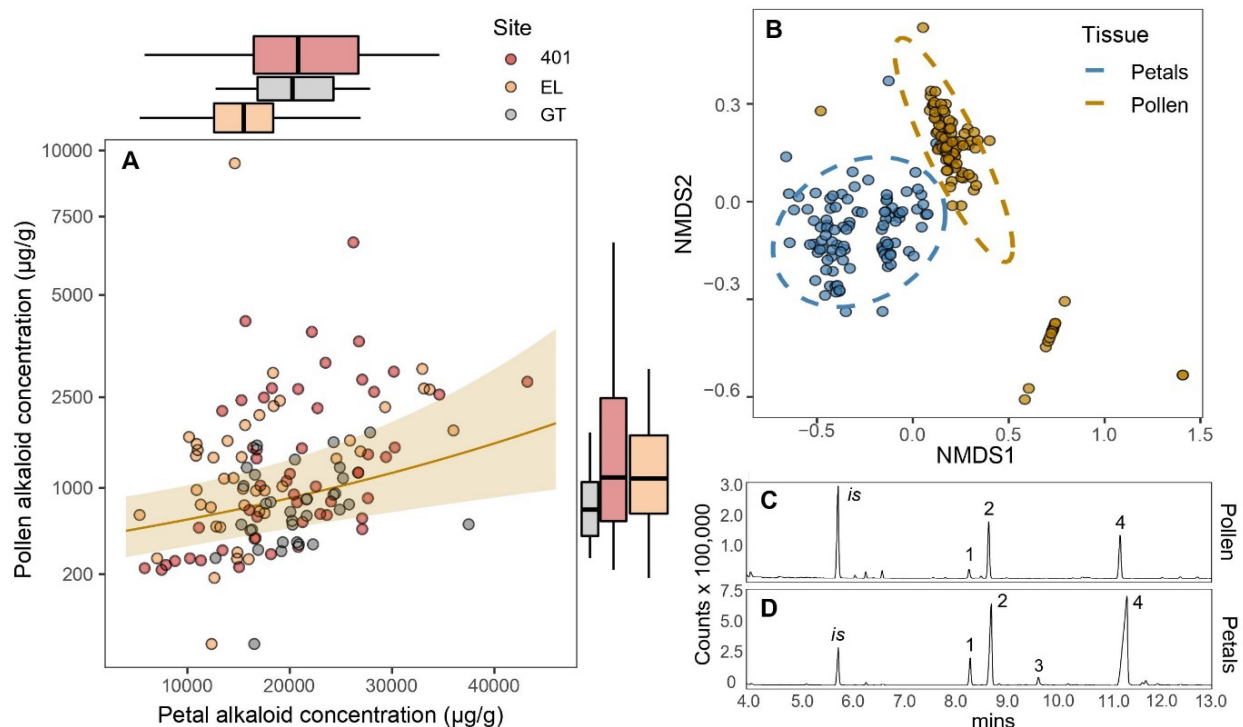 Site
401
EL
GT
A
10000
7500
5000
2500
1000
200
Pollen alkaloid concentration (µg/g)
10000 20000 30000 40000
Petal alkaloid concentration (µg/g)
B
Tissue
Petals
Pollen
0.3
0.0
−0.3
−0.6
NMDS2
−0.5 0.0 0.5 1.0 1.5
NMDS1
C
3.0
2.0
1.0
0
is
1
2
4
Pollen
Counts x 100,000
D
7.5
5.0
2.5
0
is
1
2
3
4
Petals
4.0 6.0 7.0 8.0 9.0 10.0 11.0 12.0 13.0
mins